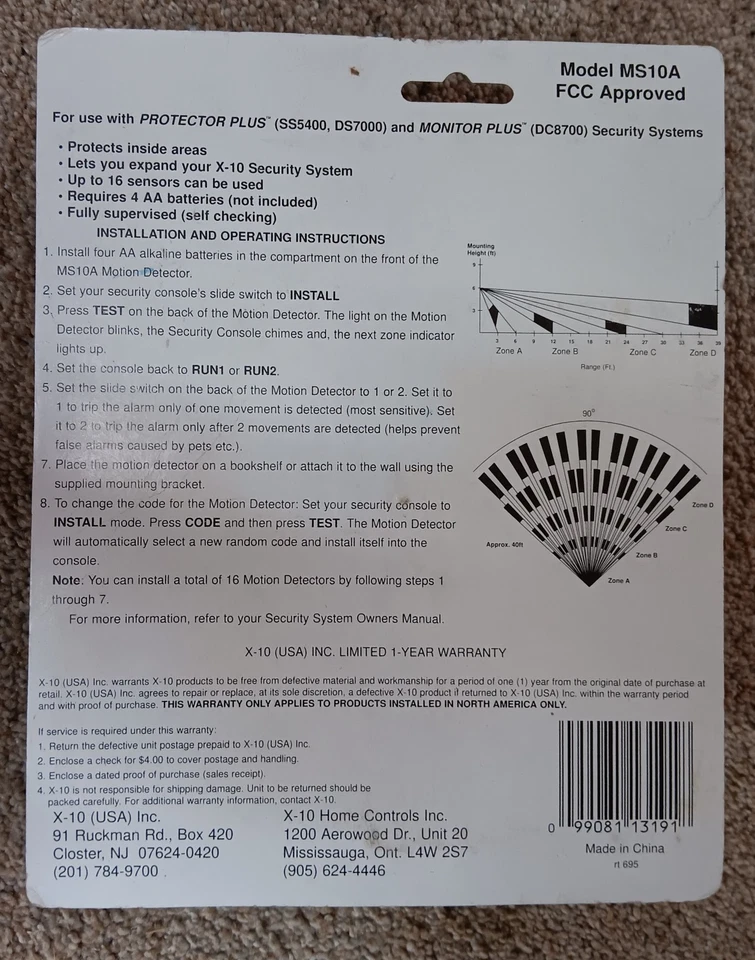 Model MS10A
FCC Approved
For use with PROTECTOR PLUS™ (SS5400, DS7000) and MONITOR PLUS™ (DC8700) Security Systems
• Protects inside areas
• Lets you expand your X-10 Security System
• Up to 16 sensors can be used
• Requires 4 AA batteries (not included)
• Fully supervised (self checking)
INSTALLATION AND OPERATING INSTRUCTIONS
1. Install four AA alkaline batteries in the compartment on the front of the
MS10A Motion Detector.
2. Set your security console's slide switch to INSTALL
3. Press TEST on the back of the Motion Detector. The light on the Motion
Detector blinks, the Security Console chimes and, the next zone indicator
lights up.
4. Set the console back to RUN1 or RUN2.
5. Set the slide switch on the back of the Motion Detector to 1 or 2. Set it to
1 to trip the alarm only of one movement is detected (most sensitive). Set
it to 2 to trip the alarm only after 2 movements are detected (helps prevent
false alarms caused by pets etc.).
7. Place the motion detector on a bookshelf or attach it to the wall using the
supplied mounting bracket.
8. To change the code for the Motion Detector: Set your security console to
INSTALL mode. Press CODE and then press TEST. The Motion Detector
will automatically select a new random code and install itself into the
console.
Note: You can install a total of 16 Motion Detectors by following steps 1
through 7.
For more information, refer to your Security System Owners Manual.
Mounting
Height (ft)
9
6
3
3 6 9 12 15 18 21 24 27 30 33 36 39
Zone A Zone B Zone C Zone D
Range (Ft.)
90°
Zone D
Zone C
Approx. 40ft
Zone B
Zone A
X-10 (USA) INC. LIMITED 1-YEAR WARRANTY
X-10 (USA) Inc. warrants X-10 products to be free from defective material and workmanship for a period of one (1) year from the original date of purchase at
retail. X-10 (USA) Inc. agrees to repair or replace, at its sole discretion, a defective X-10 product if returned to X-10 (USA) Inc. within the warranty period
and with proof of purchase. THIS WARRANTY ONLY APPLIES TO PRODUCTS INSTALLED IN NORTH AMERICA ONLY.
If service is required under this warranty:
1. Return the defective unit postage prepaid to X-10 (USA) Inc.
2. Enclose a check for $4.00 to cover postage and handling.
3. Enclose a dated proof of purchase (sales receipt).
4. X-10 is not responsible for shipping damage. Unit to be returned should be
packed carefully. For additional warranty information, contact X-10.
X-10 (USA) Inc.
91 Ruckman Rd., Box 420
Closter, NJ 07624-0420
(201) 784-9700
X-10 Home Controls Inc.
1200 Aerowood Dr., Unit 20
Mississauga, Ont. L4W 2S7
(905) 624-4446
0 99081 13191
Made in China
rt 695